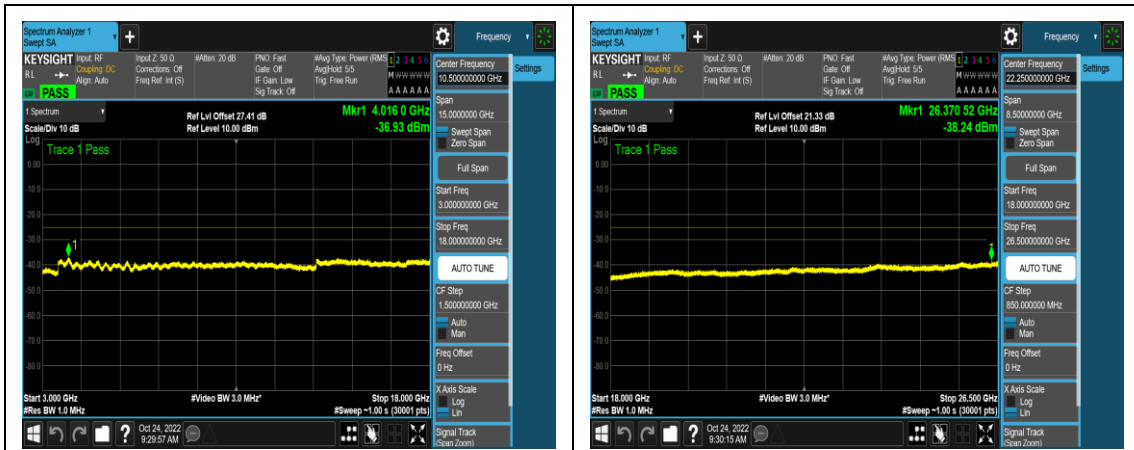 Spectrum Analyzer 1
Swept SA
+
Frequency
KEYSIGHT
Input: RF
Coupling: DC
Align: Auto
Input Z: 50 Ω
Corrections: Off
Freq Ref: Int (S)
#Atten: 20 dB
PNO: Fast
Gate: Off
IF Gain: Low
Sig Track: Off
#Avg Type: Power (RMS
Avg|Hold: 5/5
Trig: Free Run
1 2 3 4 5 6
M W W W W W
A A A A A A
RL
LXI
PASS
1 Spectrum
Scale/Div 10 dB
Log
Ref Lvl Offset 27.41 dB
Ref Level 10.00 dBm
Mkr1 4.016 0 GHz
-36.93 dBm
Trace 1 Pass
1
0.00
-10.0
-20.0
-30.0
-40.0
-50.0
-60.0
-70.0
-80.0
Start 3.000 GHz
#Res BW 1.0 MHz
#Video BW 3.0 MHz*
Stop 18.000 GHz
#Sweep ~1.00 s (30001 pts)
?
Oct 24, 2022
9:29:57 AM
Center Frequency
10.500000000 GHz
Settings
Span
15.0000000 GHz
Swept Span
Zero Span
Full Span
Start Freq
3.000000000 GHz
Stop Freq
18.000000000 GHz
AUTO TUNE
CF Step
1.500000000 GHz
Auto
Man
Freq Offset
0 Hz
X Axis Scale
Log
Lin
Signal Track
(Span Zoom)
Spectrum Analyzer 1
Swept SA
+
Frequency
KEYSIGHT
Input: RF
Coupling: DC
Align: Auto
Input Z: 50 Ω
Corrections: Off
Freq Ref: Int (S)
#Atten: 20 dB
PNO: Fast
Gate: Off
IF Gain: Low
Sig Track: Off
#Avg Type: Power (RMS
Avg|Hold: 5/5
Trig: Free Run
1 2 3 4 5 6
M W W W W W
A A A A A A
RL
LXI
PASS
1 Spectrum
Scale/Div 10 dB
Log
Ref Lvl Offset 21.33 dB
Ref Level 10.00 dBm
Mkr1 26.370 52 GHz
-38.24 dBm
Trace 1 Pass
1
0.00
-10.0
-20.0
-30.0
-40.0
-50.0
-60.0
-70.0
-80.0
Start 18.000 GHz
#Res BW 1.0 MHz
#Video BW 3.0 MHz*
Stop 26.500 GHz
#Sweep ~1.00 s (30001 pts)
?
Oct 24, 2022
9:30:15 AM
Center Frequency
22.250000000 GHz
Settings
Span
8.50000000 GHz
Swept Span
Zero Span
Full Span
Start Freq
18.000000000 GHz
Stop Freq
26.500000000 GHz
AUTO TUNE
CF Step
850.000000 MHz
Auto
Man
Freq Offset
0 Hz
X Axis Scale
Log
Lin
Signal Track
(Span Zoom)